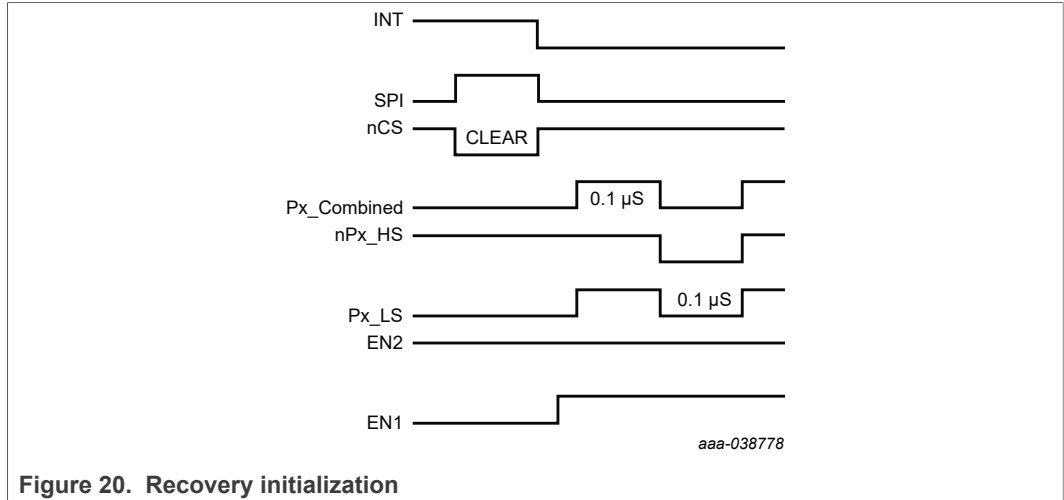 INT
SPI
nCS
CLEAR
Px_Combined
0.1 μS
nPx_HS
Px_LS
0.1 μS
EN2
EN1
aaa-038778
Figure 20. Recovery initialization